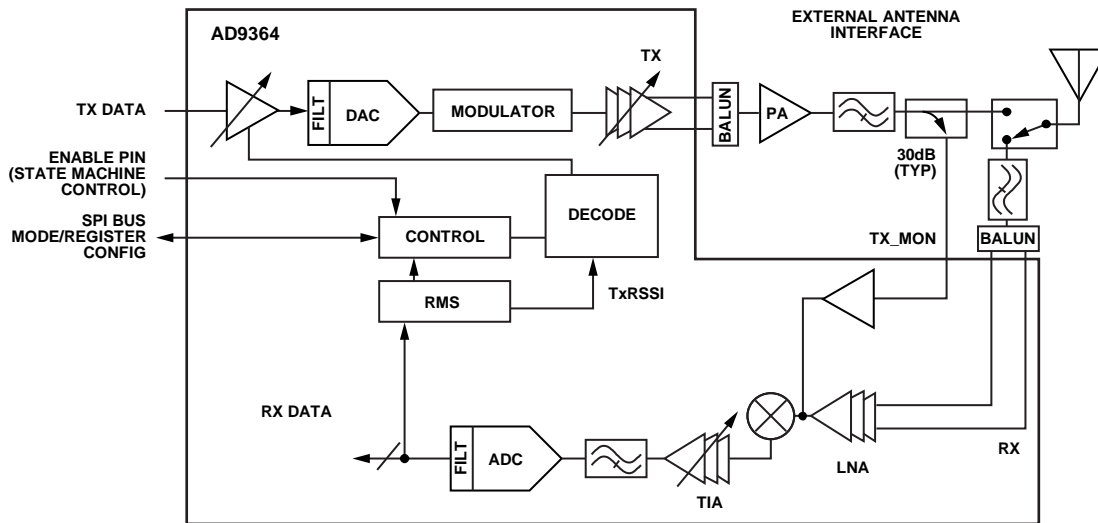 EXTERNAL ANTENNA
INTERFACE
AD9364
TX
TX DATA
FILT
DAC
MODULATOR
BALUN
PA
30dB
(TYP)
ENABLE PIN
(STATE MACHINE
CONTROL)
SPI BUS
MODE/REGISTER
CONFIG
CONTROL
DECODE
TX_MON
BALUN
RMS
TxRSSI
RX DATA
FILT
ADC
TIA
LNA
RX